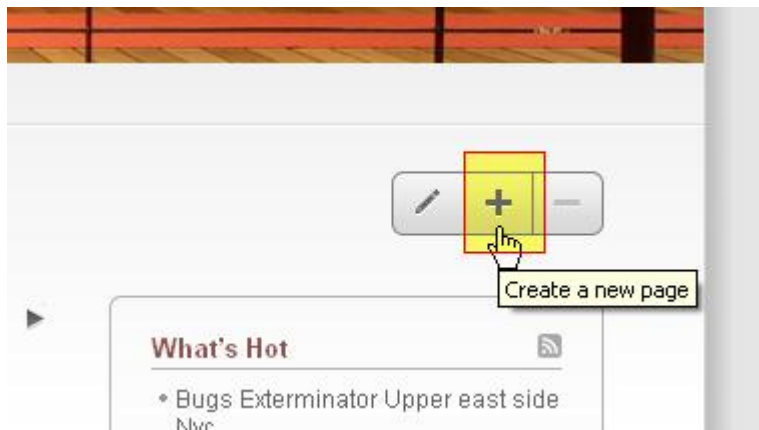 Create a new page
What's Hot
• Bugs Exterminator Upper east side
Nyc